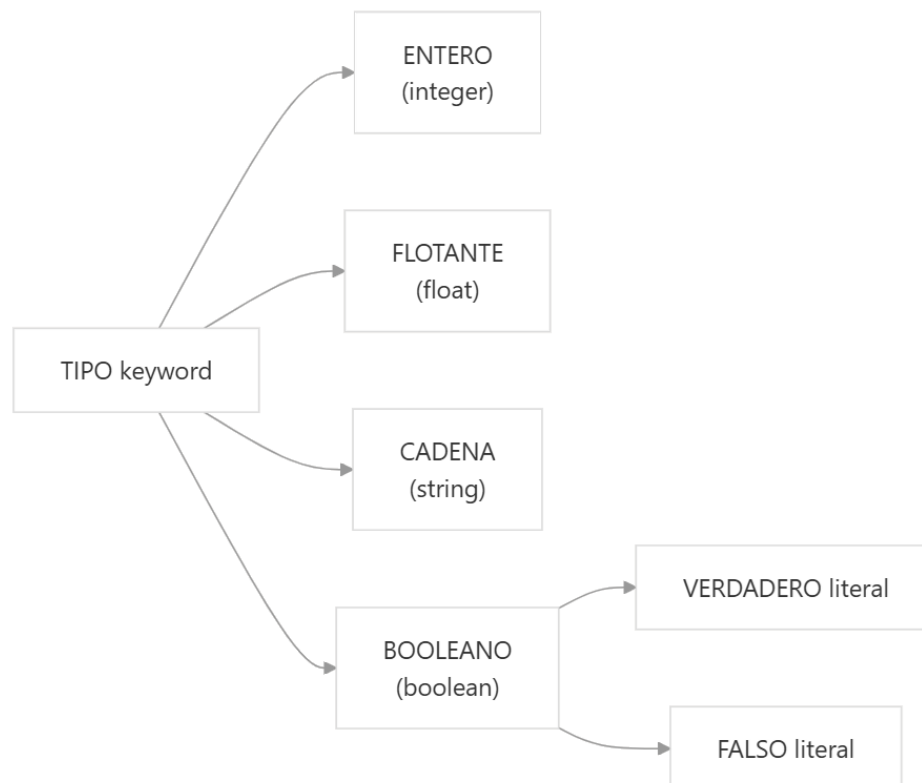 ENTERO
(integer)
FLOTANTE
(float)
TIPO keyword
CADENA
(string)
VERDADERO literal
BOOLEANO
(boolean)
FALSO literal